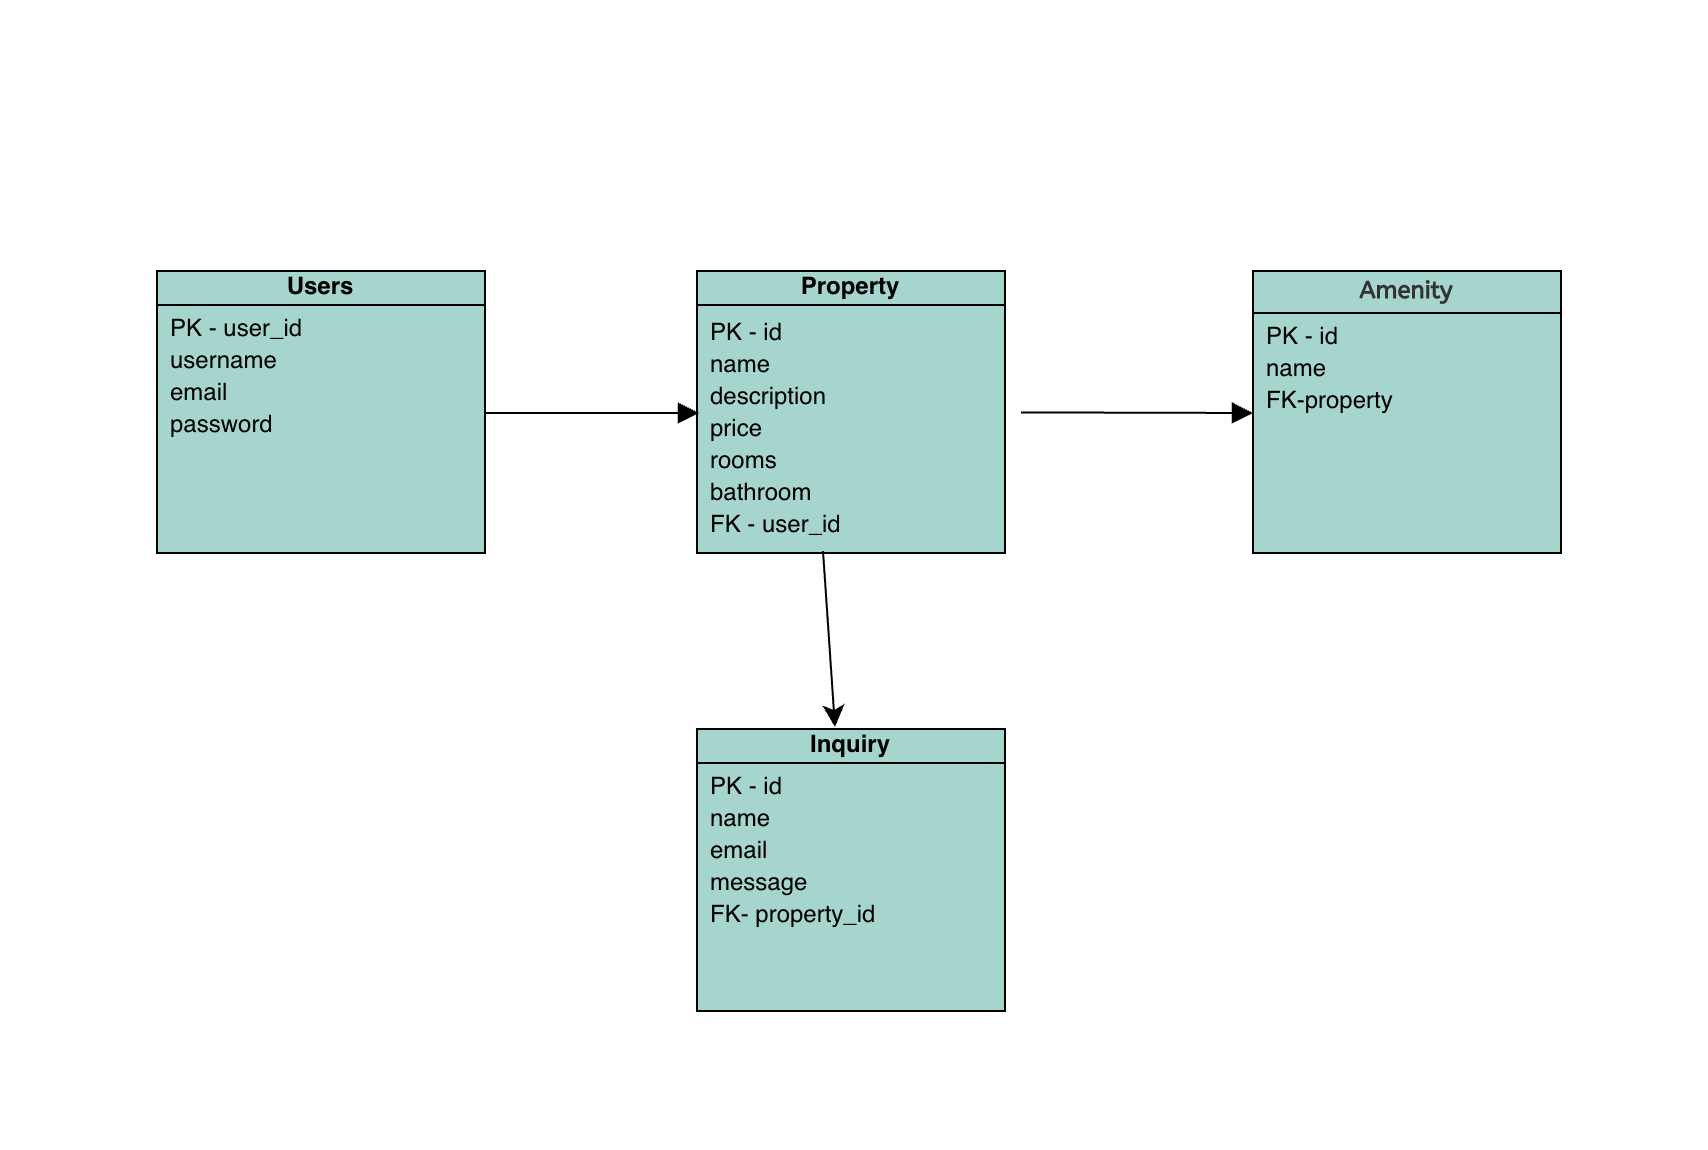 Users
PK - user_id
username
email
password
Property
PK - id
name
description
price
rooms
bathroom
FK - user_id
Amenity
PK - id
name
FK-property
Inquiry
PK - id
name
email
message
FK- property_id